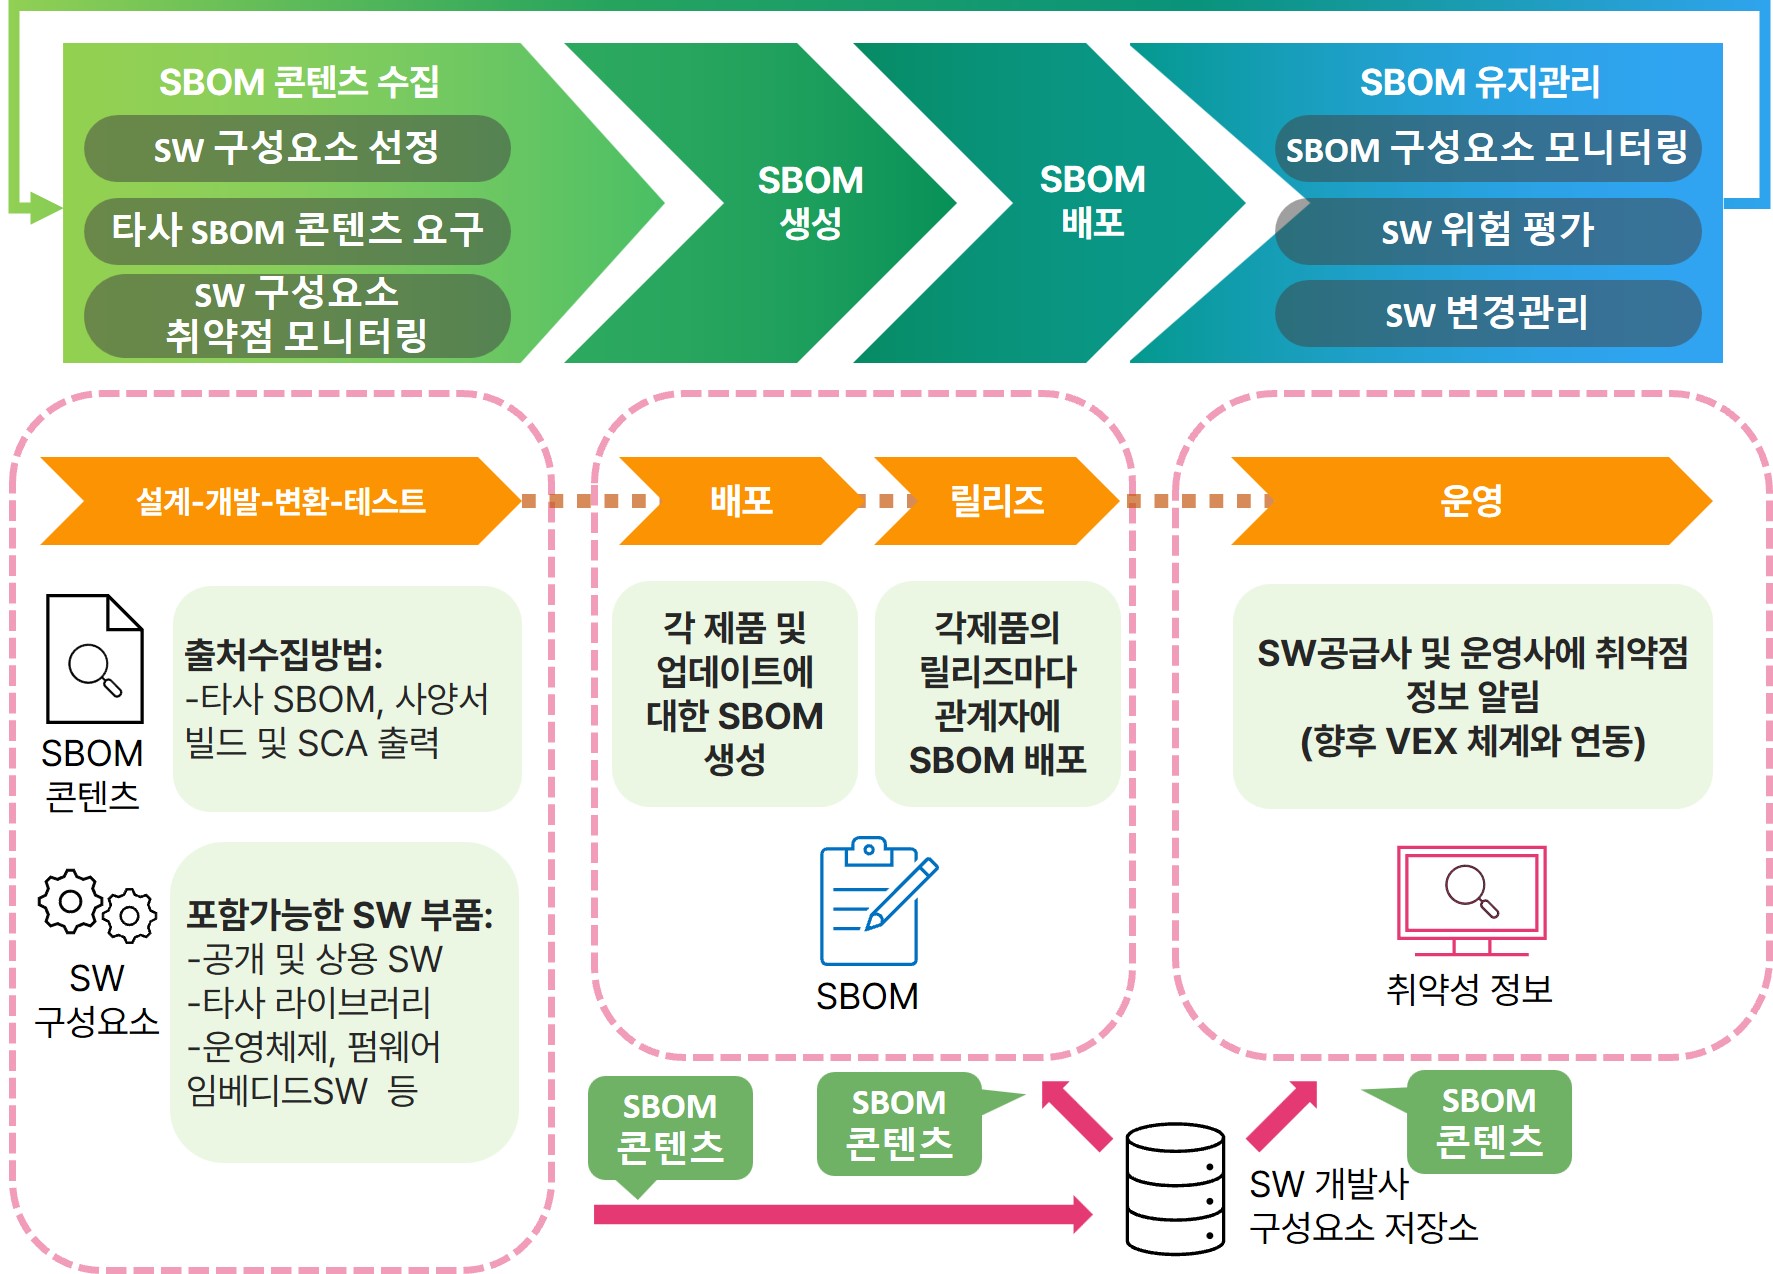 SBOM 콘텐츠 수집
SW 구성요소 선정
타사 SBOM 콘텐츠 요구
SW 구성요소
취약점 모니터링
SBOM
생성
SBOM
배포
SBOM 유지관리
SBOM 구성요소 모니터링
SW 위험 평가
SW 변경관리
설계-개발-변환-테스트
배포
릴리즈
운영
SBOM
콘텐츠
출처수집방법:
-타사 SBOM, 사양서
빌드 및 SCA 출력
SW
구성요소
포함가능한 SW 부품:
-공개 및 상용 SW
-타사 라이브러리
-운영체제, 펌웨어
임베디드SW 등
각 제품 및
업데이트에
대한 SBOM
생성
각제품의
릴리즈마다
관계자에
SBOM 배포
SBOM
SW공급사 및 운영사에 취약점
정보 알림
(향후 VEX 체계와 연동)
취약성 정보
SBOM
콘텐츠
SBOM
콘텐츠
SBOM
콘텐츠
SW 개발사
구성요소 저장소